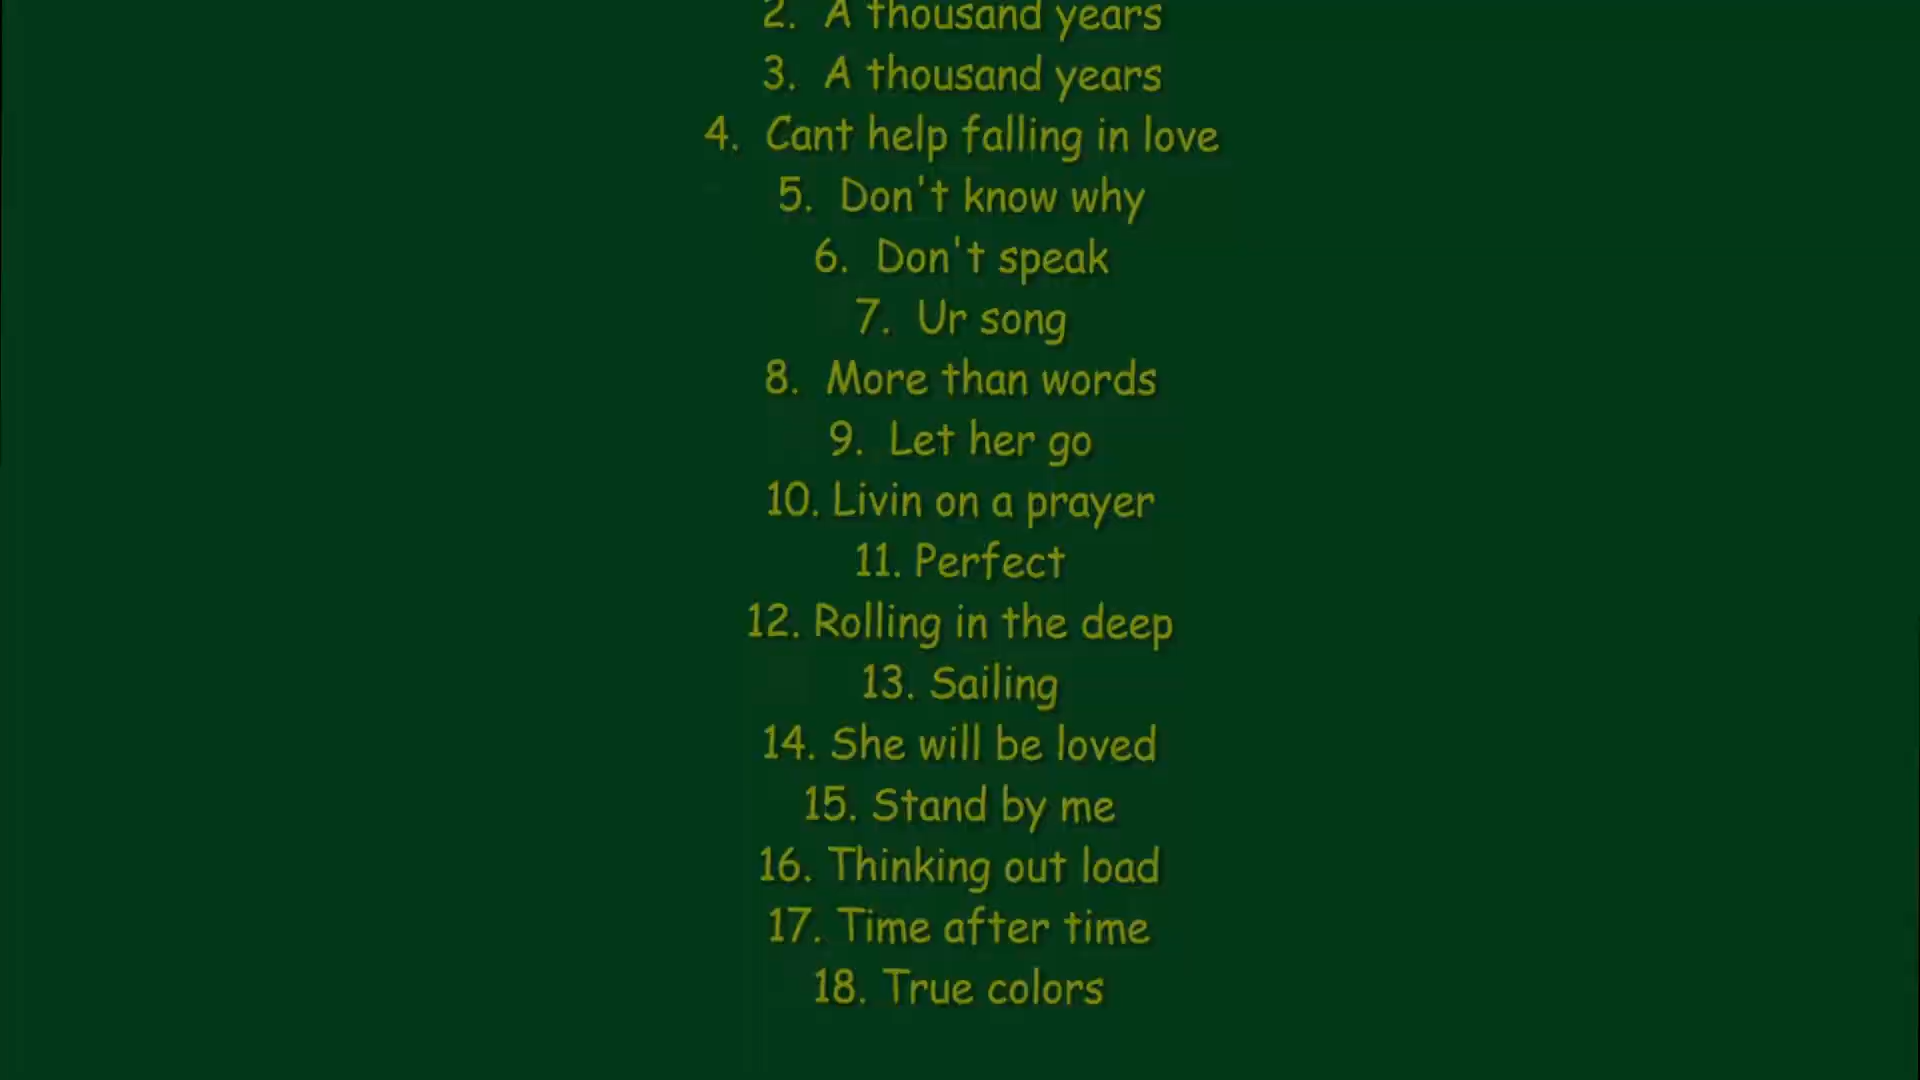 2. A thousand years
3. A thousand years
4. Cant help falling in love
5. Don't know why
6. Don't speak
7. Ur song
8. More than words
9. Let her go
10. Livin on a prayer
11. Perfect
12. Rolling in the deep
13. Sailing
14. She will be loved
15. Stand by me
16. Thinking out load
17. Time after time
18. True colors